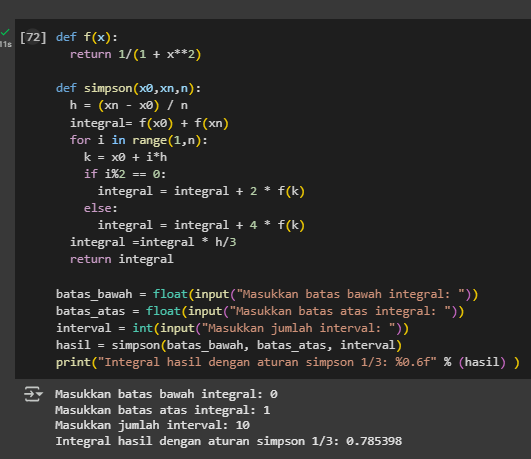 [72] def f(x):
return 1/(1 + x**2)
def simpson(x0,xn,n):
h = (xn - x0) / n
integral= f(x0) + f(xn)
for i in range(1,n):
k = x0 + i*h
if i%2 == 0:
integral = integral + 2 * f(k)
else:
integral = integral + 4 * f(k)
integral =integral * h/3
return integral
batas_bawah = float(input("Masukkan batas bawah integral: "))
batas_atas = float(input("Masukkan batas atas integral: "))
interval = int(input("Masukkan jumlah interval: "))
hasil = simpson(batas_bawah, batas_atas, interval)
print("Integral hasil dengan aturan simpson 1/3: %0.6f" % (hasil) )
11s
Masukkan batas bawah integral: 0
Masukkan batas atas integral: 1
Masukkan jumlah interval: 10
Integral hasil dengan aturan simpson 1/3: 0.785398